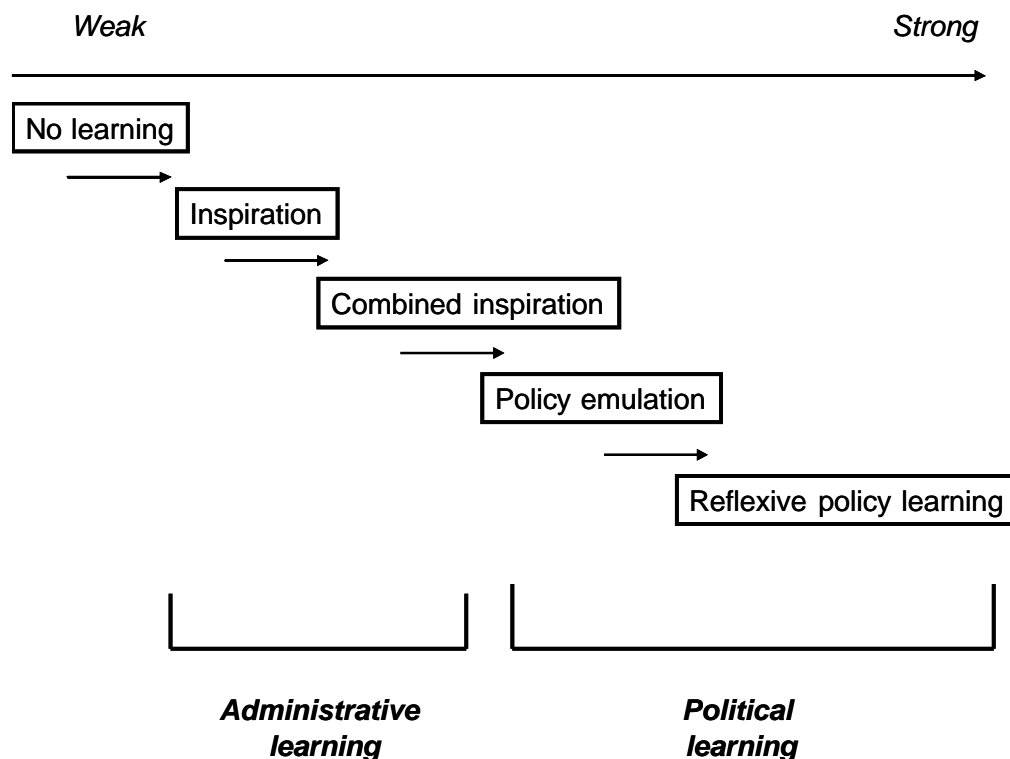 Weak
Strong
No learning
Inspiration
Combined inspiration
Policy emulation
Reflexive policy learning
Administrative
learning
Political
learning